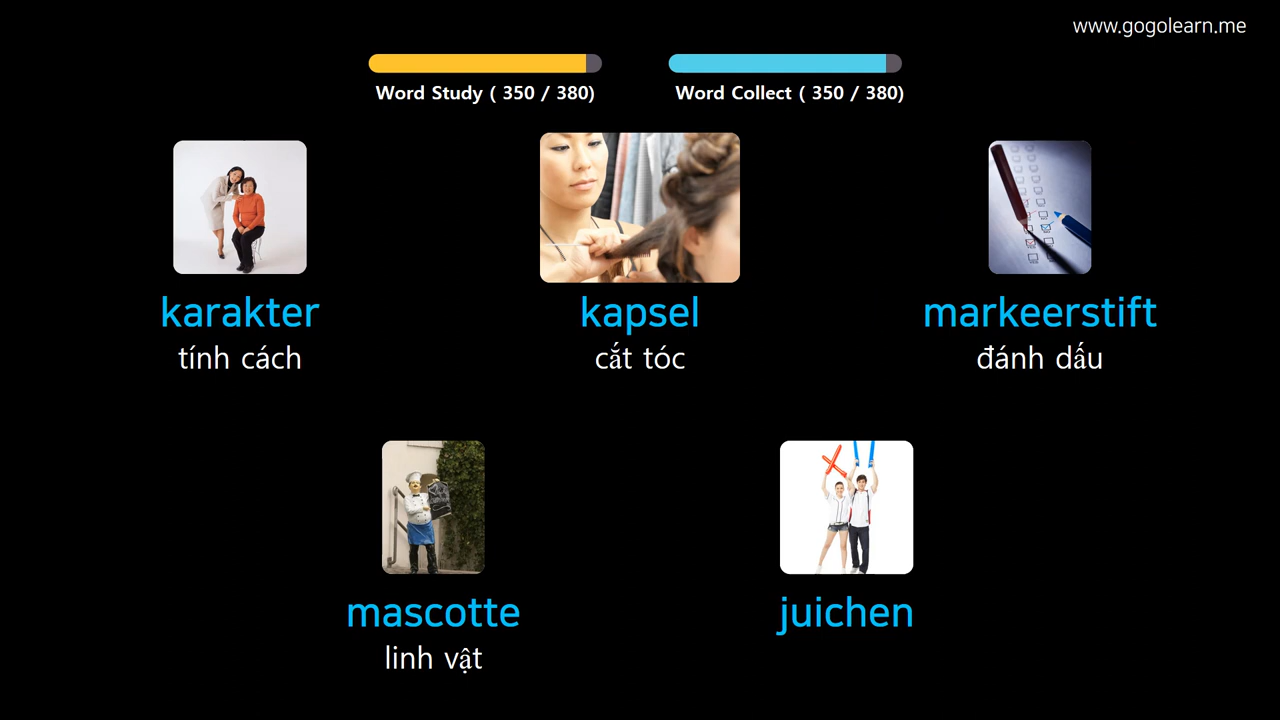 www.gogolearn.me
Word Study ( 350 / 380)
Word Collect ( 350 / 380)
karakter
tính cách
kapsel
cắt tóc
markeerstift
đánh dấu
mascotte
linh vật
juichen